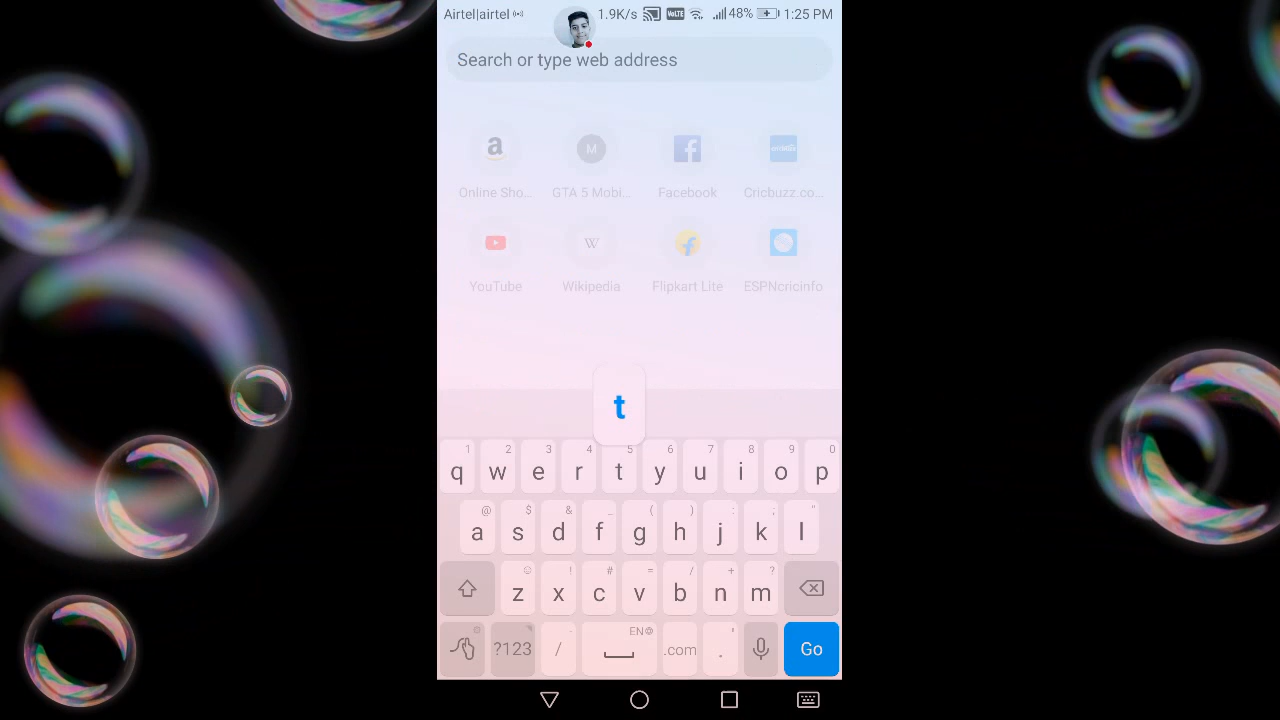 Airtel|airtel 1.9K/s VoLTE 48% 1:25 PM
Search or type web address
a M f
Online Sho... GTA 5 Mobi... Facebook Cricbuzz.co...
W f
YouTube Wikipedia Flipkart Lite ESPNcricinfo
t
1 2 3 4 5 6 7 8 9 0
q w e r t y u i o p
@ $ & _ ( ) : ; "
a s d f g h j k l
! # = / + ?
z x c v b n m
EN@ '
?123 / .com . Go